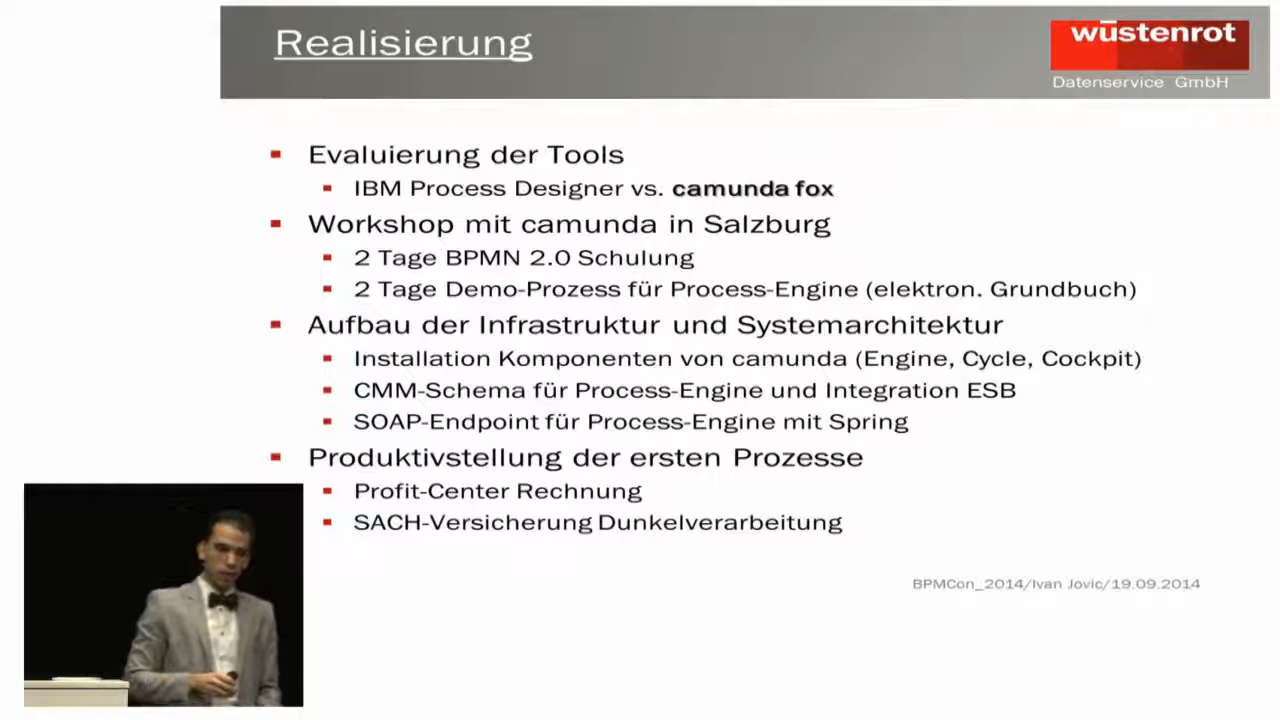 Realisierung
wüstenrot
Datenservice GmbH
Evaluierung der Tools
IBM Process Designer vs. camunda fox
Workshop mit camunda in Salzburg
2 Tage BPMN 2.0 Schulung
2 Tage Demo-Prozess für Process-Engine (elektron. Grundbuch)
Aufbau der Infrastruktur und Systemarchitektur
Installation Komponenten von camunda (Engine, Cycle, Cockpit)
CMM-Schema für Process-Engine und Integration ESB
SOAP-Endpoint für Process-Engine mit Spring
Produktivstellung der ersten Prozesse
Profit-Center Rechnung
SACH-Versicherung Dunkelverarbeitung
BPMCon_2014/Ivan Jovic/19.09.2014